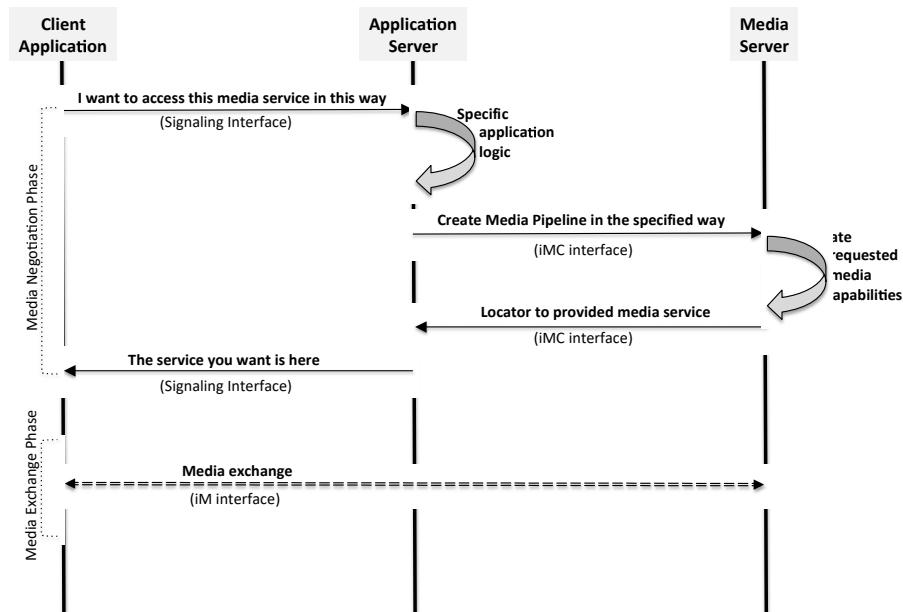 Client
Application
Application
Server
Media
Server
I want to access this media service in this way
(Signaling Interface)
Specific
application
logic
Create Media Pipeline in the specified way
(iMC interface)
ate
requested
media
apabilities
Locator to provided media service
(iMC interface)
The service you want is here
(Signaling Interface)
Media exchange
(iM interface)
Media Negotiation Phase
Media Exchange Phase